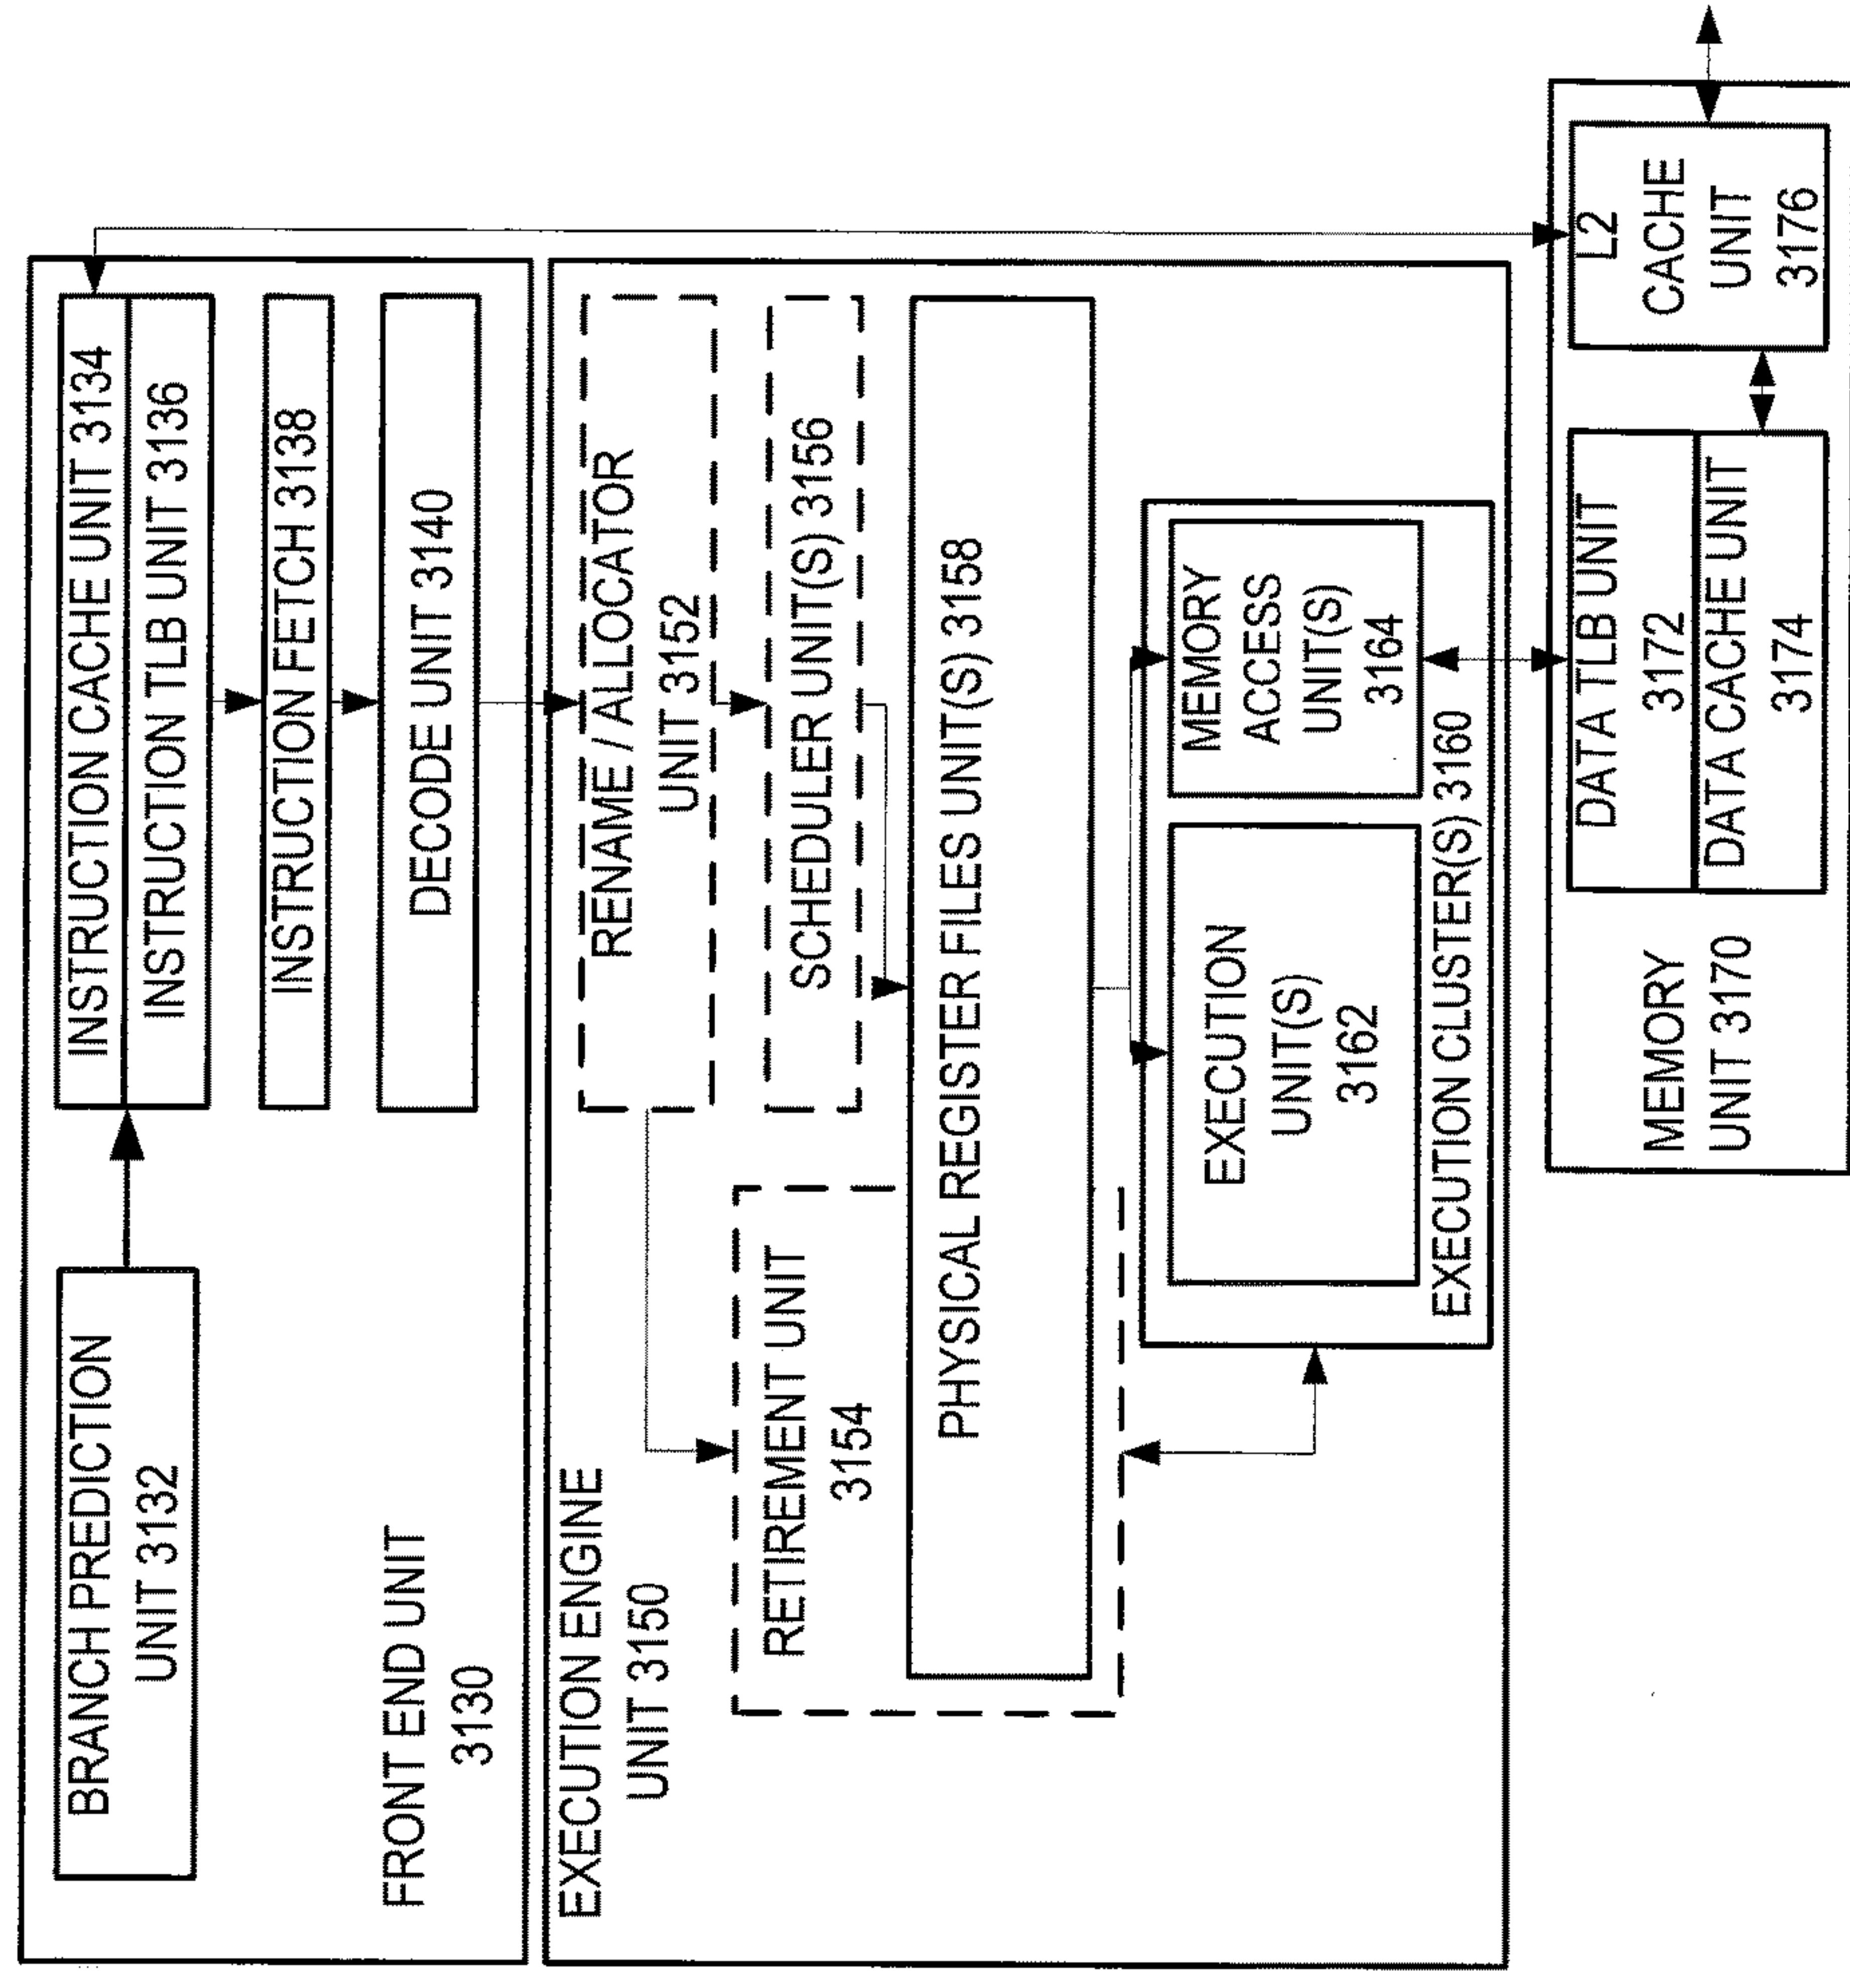 BRANCH PREDICTION
UNIT 3132
INSTRUCTION CACHE UNIT 3134
INSTRUCTION TLB UNIT 3136
INSTRUCTION FETCH 3138
FRONT END UNIT
3130
DECODE UNIT 3140
EXECUTION ENGINE
UNIT 3150
RENAME / ALLOCATOR
UNIT 3152
RETIREMENT UNIT
3154
SCHEDULER UNIT(S) 3156
PHYSICAL REGISTER FILES UNIT(S) 3158
EXECUTION
UNIT(S)
3162
MEMORY
ACCESS
UNIT(S)
3164
EXECUTION CLUSTER(S) 3160
MEMORY
UNIT 3170
DATA TLB UNIT
3172
DATA CACHE UNIT
3174
L2
CACHE
UNIT
3176